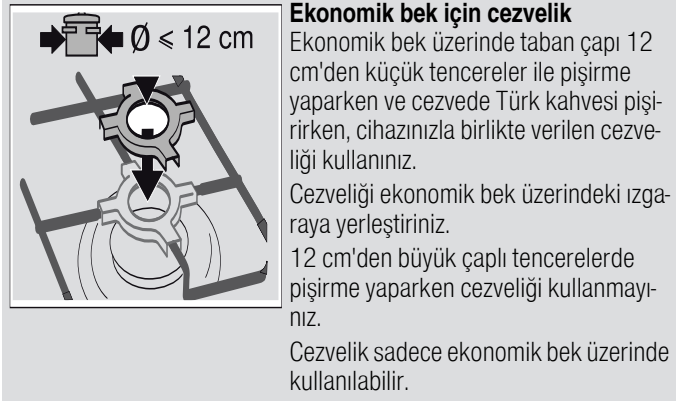 Ø ≤ 12 cm
Ekonomik bek için cezvelik
Ekonomik bek üzerinde taban çapı 12
cm'den küçük tencereler ile pişirme
yaparken ve cezvede Türk kahvesi pişi-
rirken, cihazınızla birlikte verilen cezve-
liği kullanınız.
Cezveliği ekonomik bek üzerindeki ızga-
raya yerleştiriniz.
12 cm'den büyük çaplı tencerelerde
pişirme yaparken cezveliği kullanmayı-
nız.
Cezvelik sadece ekonomik bek üzerinde
kullanılabilir.